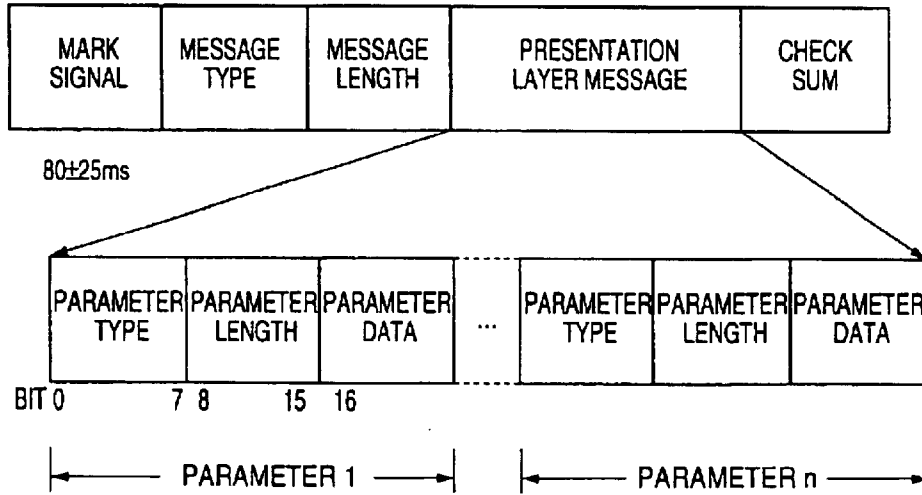 MARK SIGNAL
MESSAGE TYPE
MESSAGE LENGTH
PRESENTATION LAYER MESSAGE
CHECK SUM
80±25ms
PARAMETER TYPE
PARAMETER LENGTH
PARAMETER DATA
...
PARAMETER TYPE
PARAMETER LENGTH
PARAMETER DATA
BIT 0 7 8 15 16
PARAMETER 1
PARAMETER n